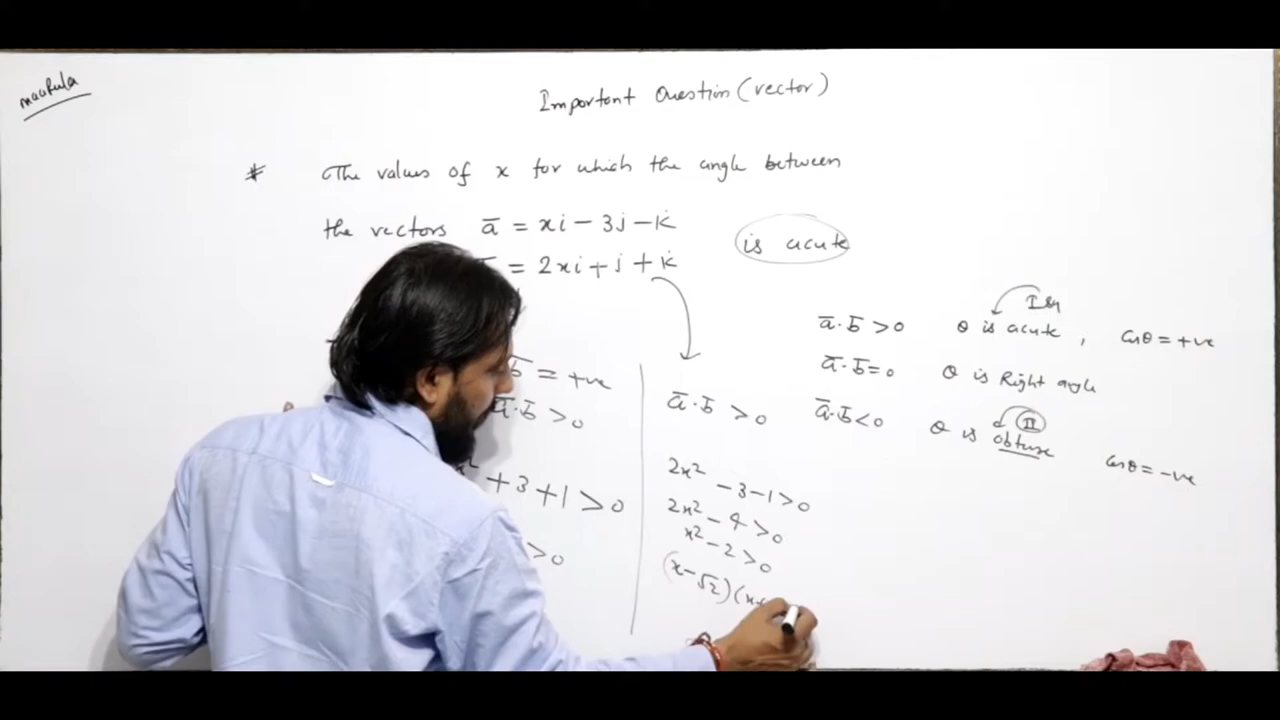 Important Question (vector)
* The values of x for which the angle between
the vectors a̅ = xi − 3j − k
is acute
= 2xi + j + k
b̅ = +ve
a̅·b̅ > 0
+ 3 + 1 > 0
> 0
a̅·b̅ > 0
2x² − 3 − 1 > 0
2x² − 4 > 0
x² − 2 > 0
(x − √2)(x
I st
a̅·b̅ > 0 θ is acute, cosθ = +ve
a̅·b̅ = 0 θ is Right angle
a̅·b̅ < 0 θ is obtuse cosθ = −ve
II